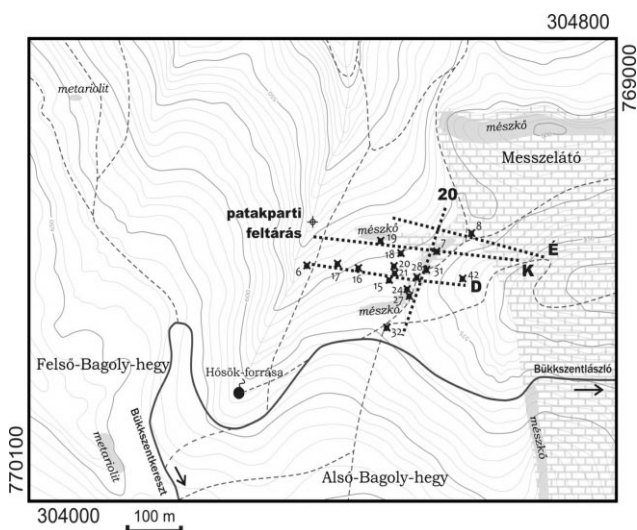 304800
769000
metariolit
mészkő
Messzelátó
20
patakparti
feltárás
mészkő
8
19
7
É
18
K
6
17
16
20
21
15
28
31
42
D
24
27
mészkő
32
Felső-Bagoly-hegy
Hősök-forrása
Bükkszentlászló
Bükkszentkereszt
metariolit
mészkő
Alsó-Bagoly-hegy
770100
304000
100 m